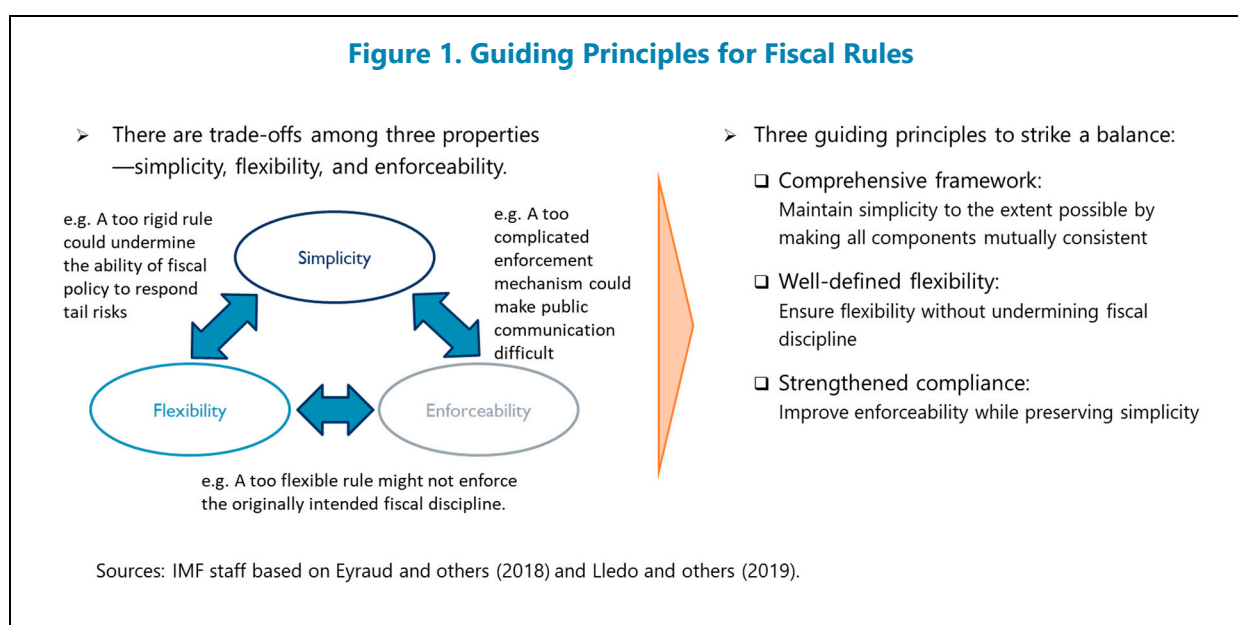 Figure 1. Guiding Principles for Fiscal Rules
➢ There are trade-offs among three properties
—simplicity, flexibility, and enforceability.
e.g. A too rigid rule
could undermine
the ability of fiscal
policy to respond
tail risks
Simplicity
e.g. A too
complicated
enforcement
mechanism could
make public
communication
difficult
Flexibility
Enforceability
e.g. A too flexible rule might not enforce
the originally intended fiscal discipline.
➢ Three guiding principles to strike a balance:
❑ Comprehensive framework:
Maintain simplicity to the extent possible by
making all components mutually consistent
❑ Well-defined flexibility:
Ensure flexibility without undermining fiscal
discipline
❑ Strengthened compliance:
Improve enforceability while preserving simplicity
Sources: IMF staff based on Eyraud and others (2018) and Lledo and others (2019).